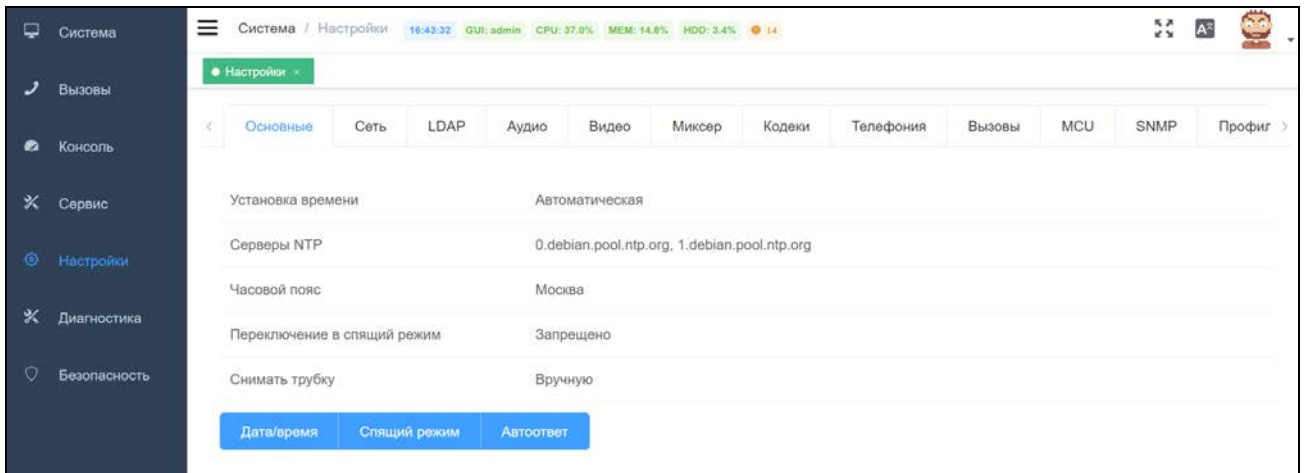 Система
Вызовы
Консоль
Сервис
Настройки
Диагностика
Безопасность
Система / Настройки 16:43:32 GUI: admin CPU: 37.0% MEM: 14.8% HDD: 3.4% 14
Настройки ×
Основные Сеть LDAP Аудио Видео Миксер Кодеки Телефония Вызовы MCU SNMP
Установка времени Автоматическая
Серверы NTP 0.debian.pool.ntp.org, 1.debian.pool.ntp.org
Часовой пояс Москва
Переключение в спящий режим Запрещено
Снимать трубку Вручную
Дата/время Спящий режим Автоответ